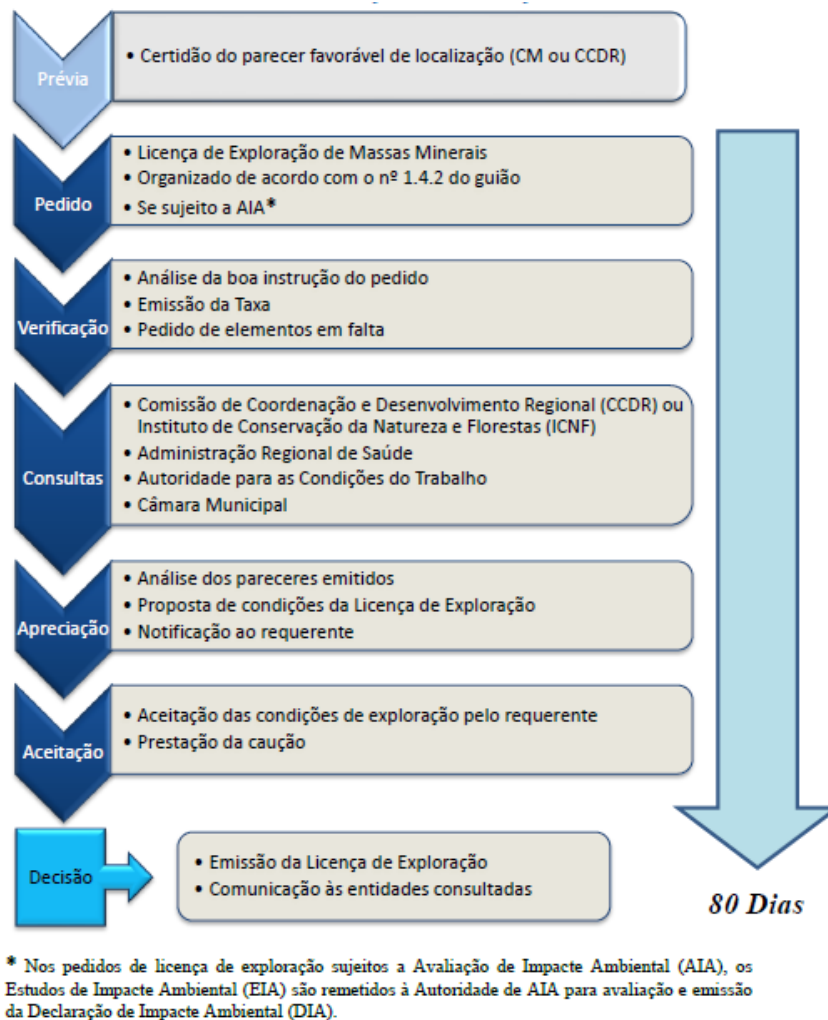 Prévia
• Certidão do parecer favorável de localização (CM ou CCDR)
Pedido
• Licença de Exploração de Massas Minerais
• Organizado de acordo com o nº 1.4.2 do guião
• Se sujeito a AIA*
Verificação
• Análise da boa instrução do pedido
• Emissão da Taxa
• Pedido de elementos em falta
Consultas
• Comissão de Coordenação e Desenvolvimento Regional (CCDR) ou
Instituto de Conservação da Natureza e Florestas (ICNF)
• Administração Regional de Saúde
• Autoridade para as Condições do Trabalho
• Câmara Municipal
Apreciação
• Análise dos pareceres emitidos
• Proposta de condições da Licença de Exploração
• Notificação ao requerente
Aceitação
• Aceitação das condições de exploração pelo requerente
• Prestação da caução
Decisão
• Emissão da Licença de Exploração
• Comunicação às entidades consultadas
80 Dias
* Nos pedidos de licença de exploração sujeitos a Avaliação de Impacte Ambiental (AIA), os
Estudos de Impacte Ambiental (EIA) são remetidos à Autoridade de AIA para avaliação e emissão
da Declaração de Impacte Ambiental (DIA).